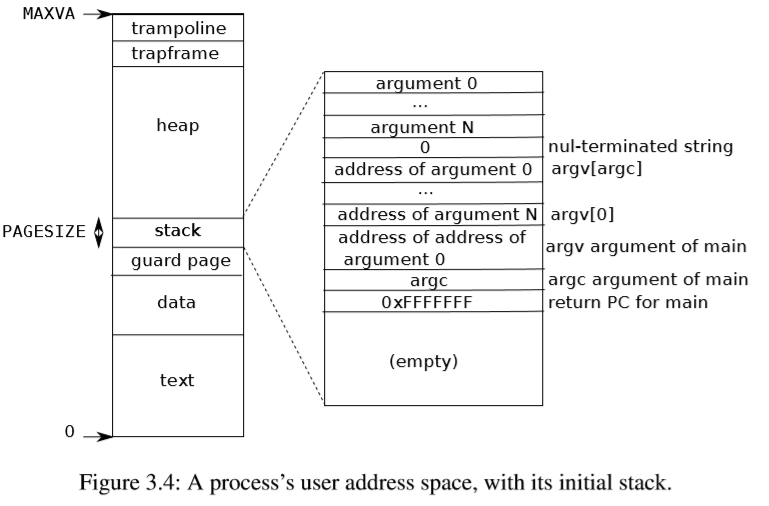 MAXVA
trampoline
trapframe
heap
PAGESIZE
stack
guard page
data
text
0
argument 0
...
argument N
0
nul-terminated string
address of argument 0
argv[argc]
...
address of argument N
argv[0]
address of address of
argument 0
argv argument of main
argc
argc argument of main
0xFFFFFFF
return PC for main
(empty)
Figure 3.4: A process's user address space, with its initial stack.